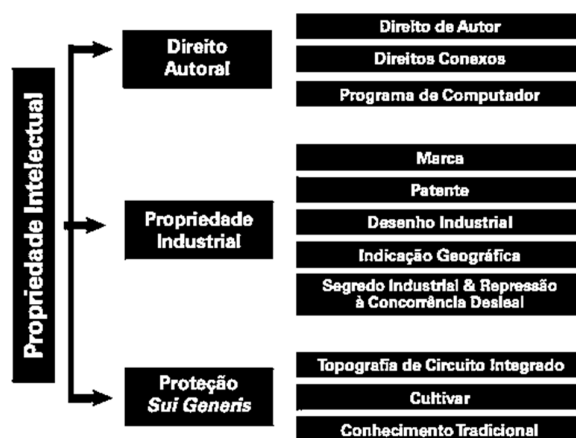 Propriedade Intelectual
Direito
Autoral
Direito de Autor
Direitos Conexos
Programa de Computador
Propriedade
Industrial
Marca
Patente
Desenho Industrial
Indicação Geográfica
Segredo Industrial & Repressão
à Concorrência Desleal
Proteção
Sui Generis
Topografia de Circuito Integrado
Cultivar
Conhecimento Tradicional